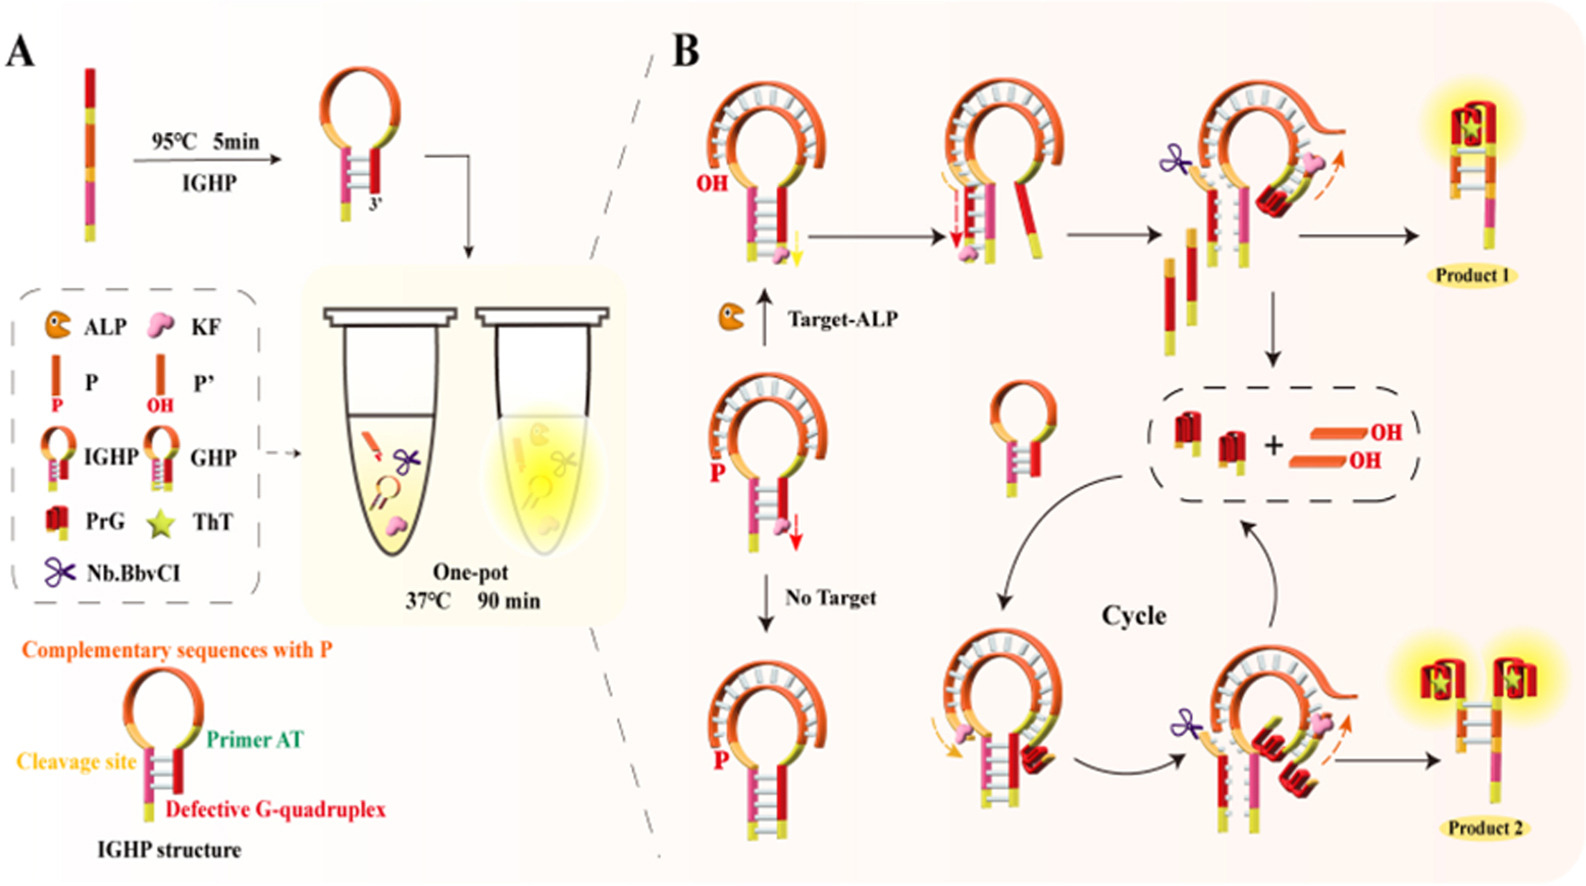 A
95℃ 5min
IGHP
3'
ALP
KF
P
P
P'
OH
IGHP
GHP
PrG
ThT
Nb.BbvCI
One-pot
37℃ 90 min
Complementary sequences with P
Primer AT
Cleavage site
Defective G-quadruplex
IGHP structure
B
OH
Product 1
Target-ALP
P
+
OH
OH
No Target
Cycle
P
Product 2